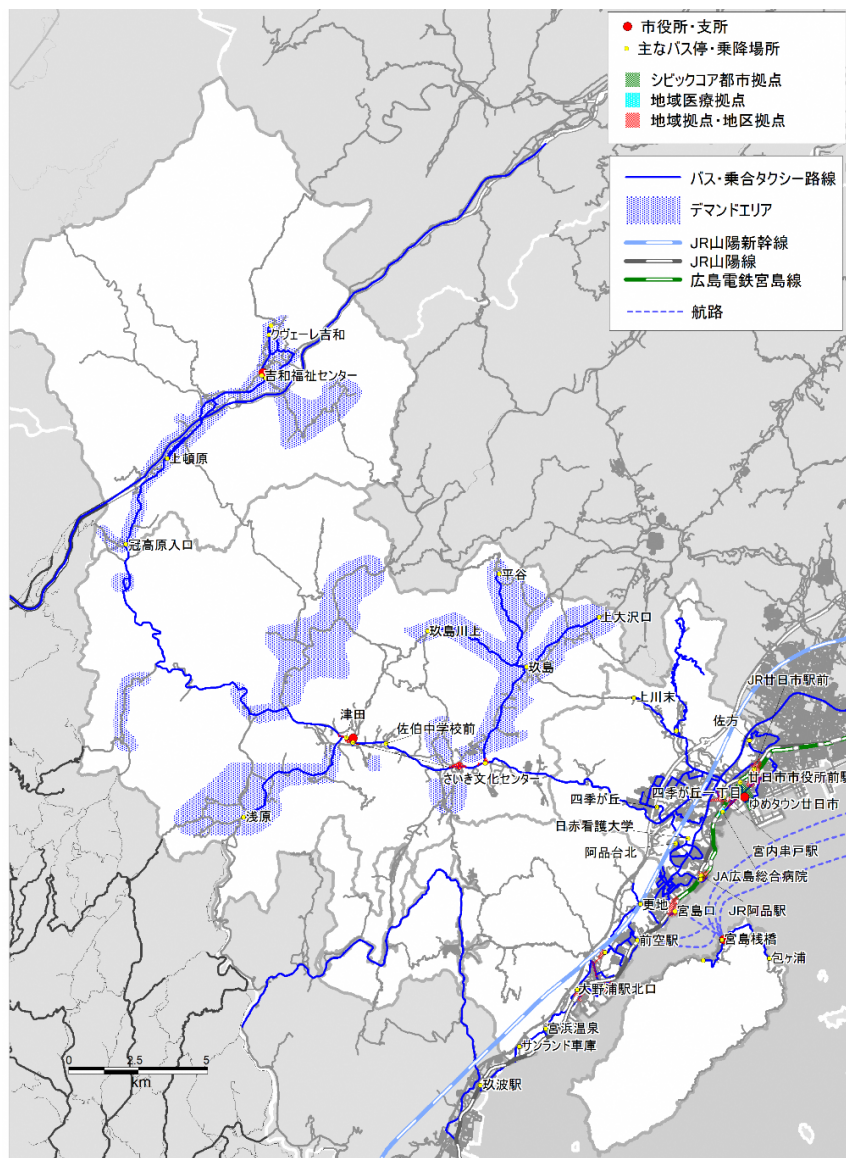 市役所・支所
主なバス停・乗降場所
シビックコア都市拠点
地域医療拠点
地域拠点・地区拠点
バス・乗合タクシー路線
デマンドエリア
JR山陽新幹線
JR山陽線
広島電鉄宮島線
航路
クヴェーレ吉和
吉和福祉センター
上頓原
冠高原入口
平谷
上大沢口
玖島川上
玖島
上川末
JR廿日市駅前
佐方
津田
佐伯中学校前
さいき文化センター
廿日市市役所前駅
四季が丘
四季が丘一丁目
ゆめタウン廿日市
日赤看護大学
浅原
阿品台北
宮内串戸駅
JA広島総合病院
更地
宮島口
JR阿品駅
前空駅
宮島桟橋
包ヶ浦
大野浦駅北口
宮浜温泉
サンランド車庫
玖波駅
0 2.5 5
km